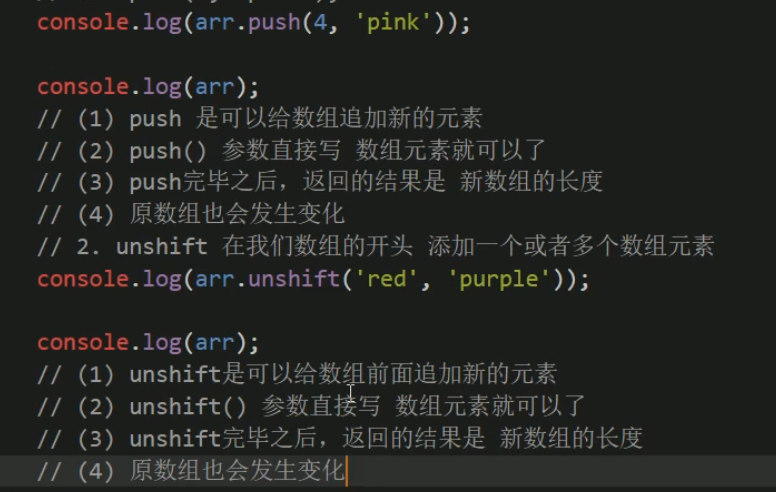 console.log(arr.push(4, 'pink'));
console.log(arr);
// (1) push 是可以给数组追加新的元素
// (2) push() 参数直接写 数组元素就可以了
// (3) push完毕之后，返回的结果是 新数组的长度
// (4) 原数组也会发生变化
// 2. unshift 在我们数组的开头 添加一个或者多个数组元素
console.log(arr.unshift('red', 'purple'));
console.log(arr);
// (1) unshift是可以给数组前面追加新的元素
// (2) unshift() 参数直接写 数组元素就可以了
// (3) unshift完毕之后，返回的结果是 新数组的长度
// (4) 原数组也会发生变化